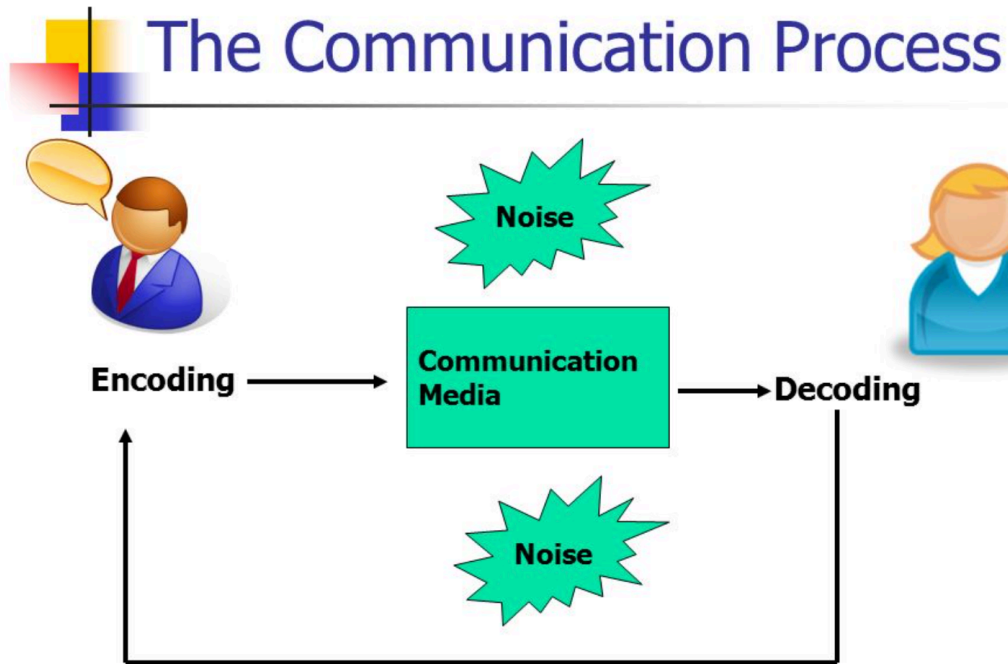 The Communication Process
Noise
Communication
Media
Encoding
Decoding
Noise